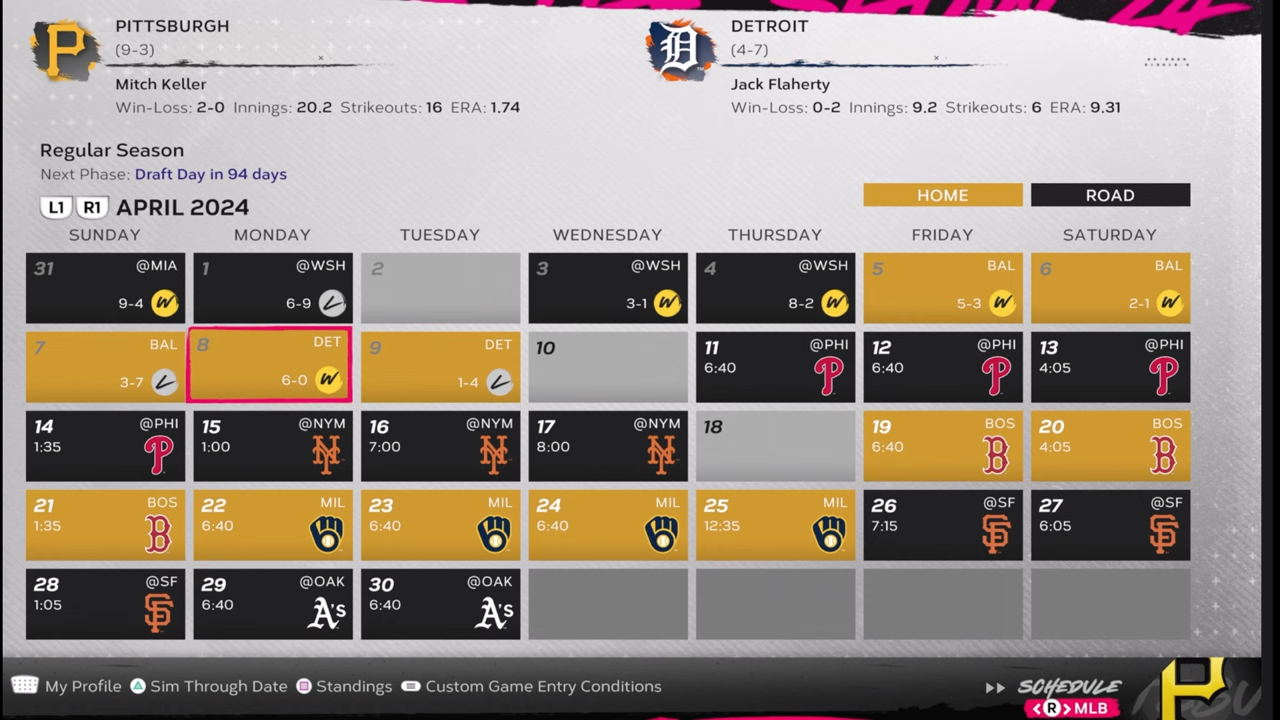 THE SHOW 24
P PITTSBURGH
(9-3)
Mitch Keller
Win-Loss: 2-0 Innings: 20.2 Strikeouts: 16 ERA: 1.74
D DETROIT
(4-7)
Jack Flaherty
Win-Loss: 0-2 Innings: 9.2 Strikeouts: 6 ERA: 9.31
Regular Season
Next Phase: Draft Day in 94 days
L1 R1 APRIL 2024
HOME ROAD
SUNDAY MONDAY TUESDAY WEDNESDAY THURSDAY FRIDAY SATURDAY
31 @MIA 1 @WSH 2 3 @WSH 4 @WSH 5 BAL 6 BAL
9-4 W 6-9 L 3-1 W 8-2 W 5-3 W 2-1 W
7 BAL 8 DET 9 DET 10 11 @PHI 12 @PHI 13 @PHI
3-7 L 6-0 W 1-4 L 6:40 P 6:40 P 4:05 P
14 @PHI 15 @NYM 16 @NYM 17 @NYM 18 19 BOS 20 BOS
1:35 P 1:00 NY 7:00 NY 8:00 NY 6:40 B 4:05 B
21 BOS 22 MIL 23 MIL 24 MIL 25 MIL 26 @SF 27 @SF
1:35 B 6:40 6:40 6:40 12:35 7:15 SF 6:05 SF
28 @SF 29 @OAK 30 @OAK
1:05 SF 6:40 A's 6:40 A's
My Profile Sim Through Date Standings Custom Game Entry Conditions
SCHEDULE
<R> MLB
P